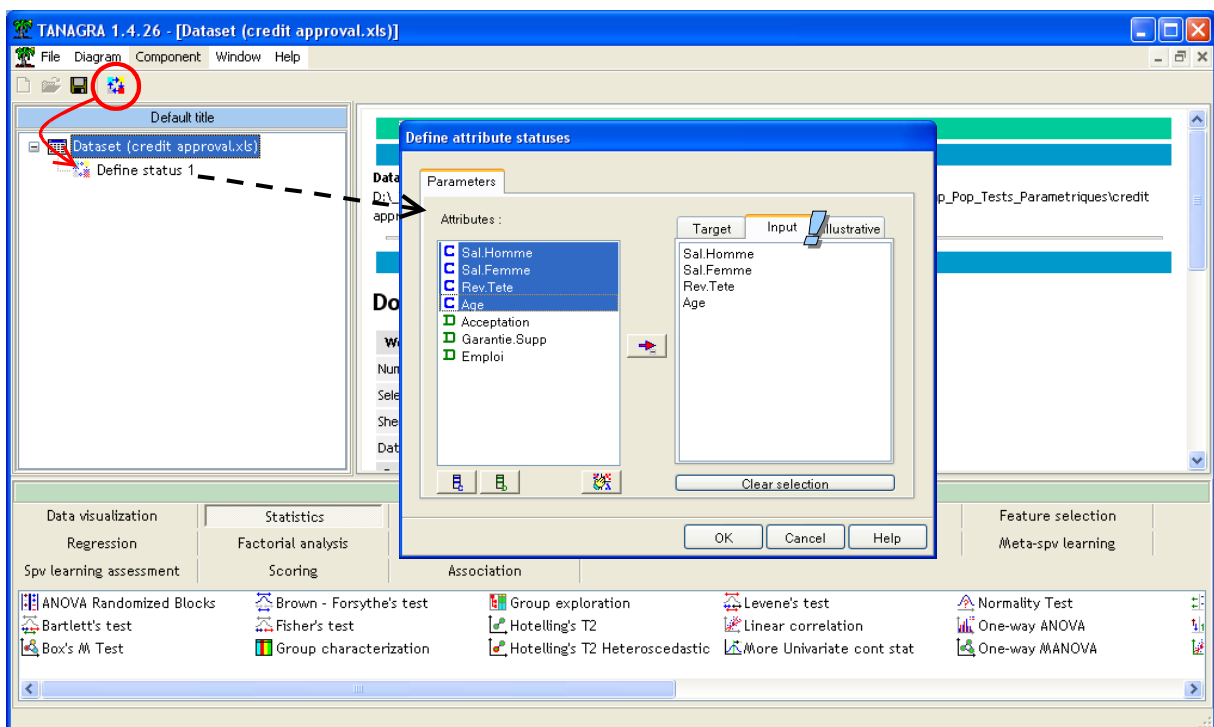 TANAGRA 1.4.26 - [Dataset (credit approval.xls)]
File Diagram Component Window Help
Default title
Dataset (credit approval.xls)
Define status 1
Data
D:\_
p_Pop_Tests_Parametriques\credit
appr
Do
Num
Sele
She
Dat
Define attribute statuses
Parameters
Attributes :
C Sal.Homme
C Sal.Femme
C Rev.Tete
C Age
D Acceptation
D Garantie.Supp
D Emploi
Target Input Illustrative
Sal.Homme
Sal.Femme
Rev.Tete
Age
Clear selection
OK Cancel Help
Data visualization Statistics Feature selection
Regression Factorial analysis Meta-spv learning
Spv learning assessment Scoring Association
ANOVA Randomized Blocks Brown - Forsythe's test Group exploration Levene's test Normality Test
Bartlett's test Fisher's test Hotelling's T2 Linear correlation One-way ANOVA
Box's M Test Group characterization Hotelling's T2 Heteroscedastic More Univariate cont stat One-way MANOVA